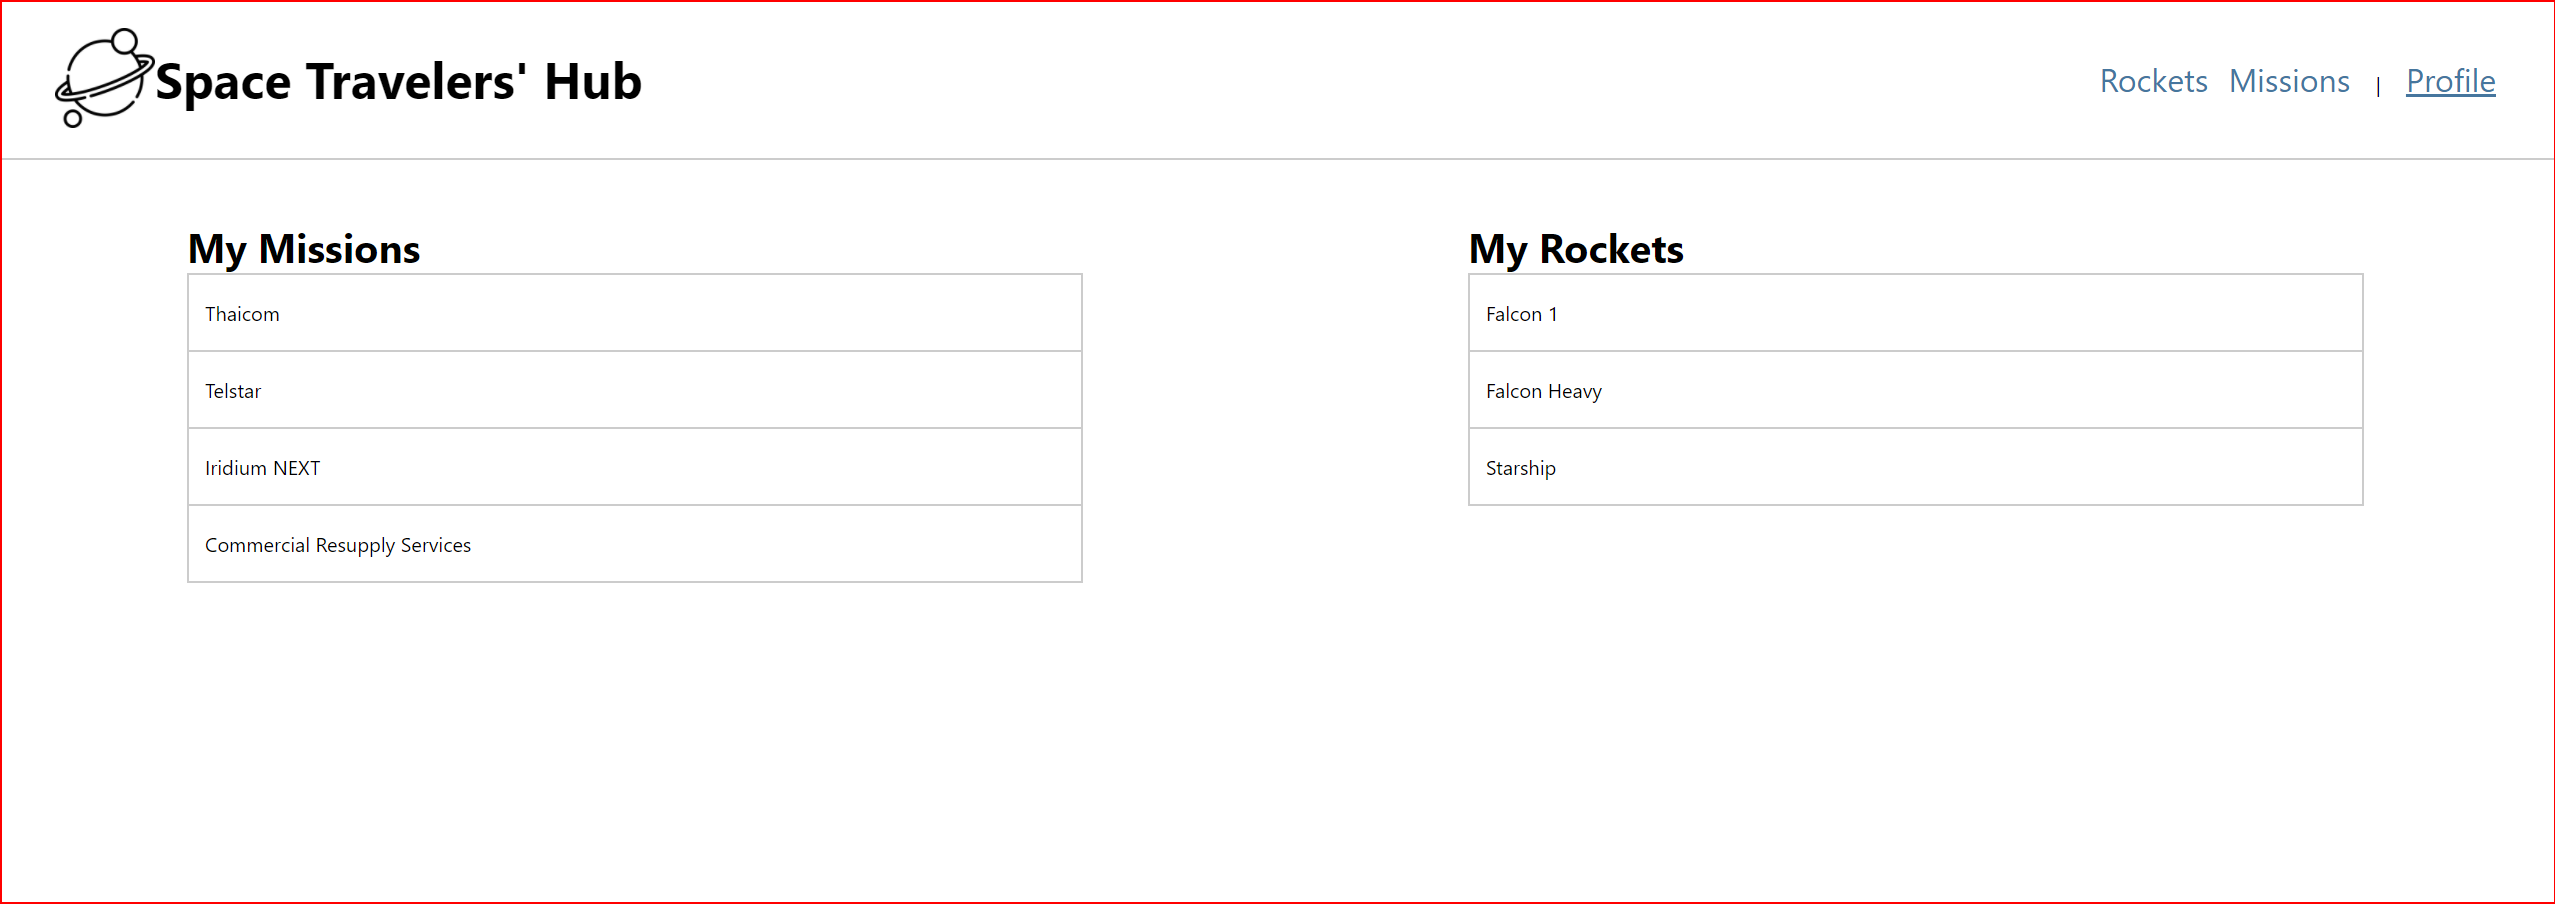 Space Travelers' Hub
Rockets Missions | Profile
My Missions
Thaicom
Telstar
Iridium NEXT
Commercial Resupply Services
My Rockets
Falcon 1
Falcon Heavy
Starship